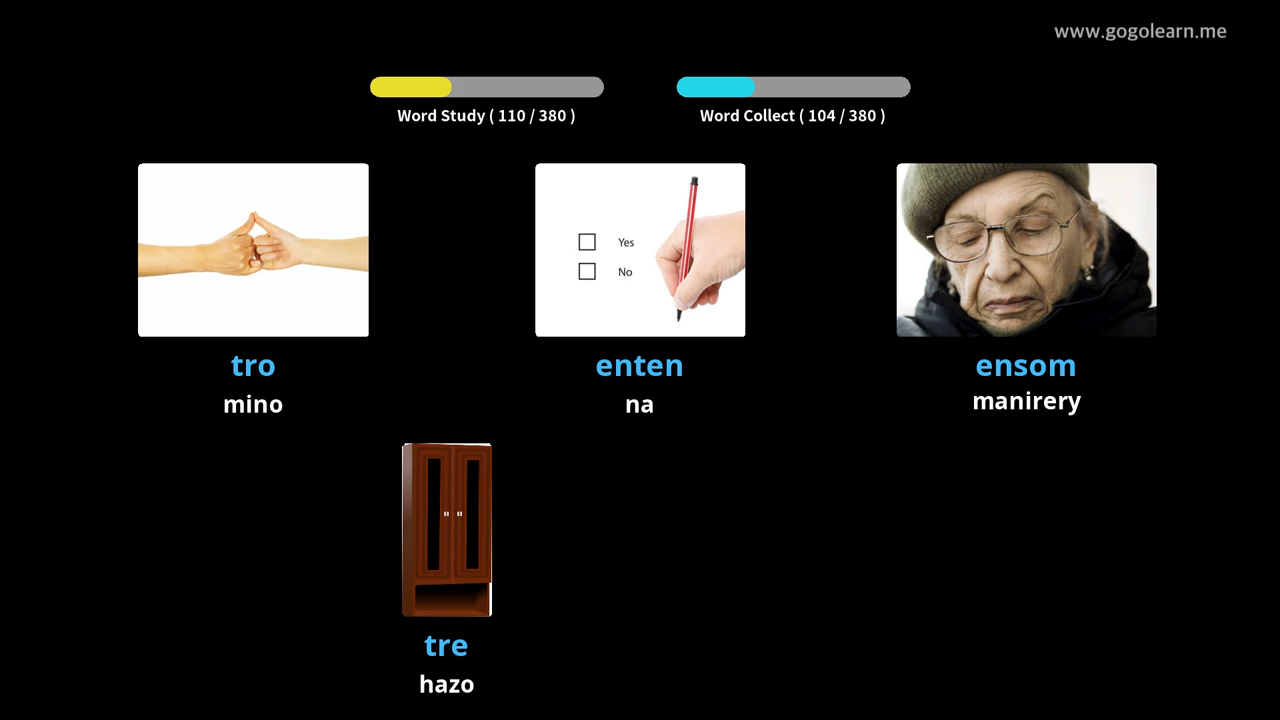 www.gogolearn.me
Word Study ( 110 / 380 )
Word Collect ( 104 / 380 )
Yes
No
tro
mino
enten
na
ensom
manirery
tre
hazo